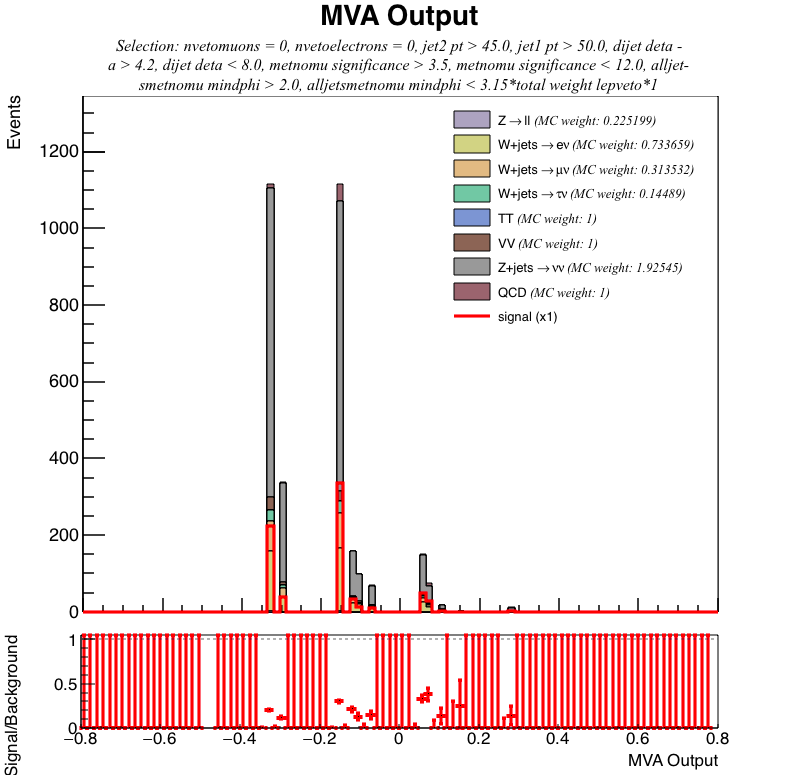 MVA Output
Selection: nvetomuons = 0, nvetoelectrons = 0, jet2 pt > 45.0, jet1 pt > 50.0, dijet deta -
a > 4.2, dijet deta < 8.0, metnomu significance > 3.5, metnomu significance < 12.0, alljet-
smetnomu mindphi > 2.0, alljetsmetnomu mindphi < 3.15*total weight lepveto*1
Events
1200
1000
800
600
400
200
0
Z→ll (MC weight: 0.225199)
W+jets→eν (MC weight: 0.733659)
W+jets→μν (MC weight: 0.313532)
W+jets→τν (MC weight: 0.14489)
TT (MC weight: 1)
VV (MC weight: 1)
Z+jets→νν (MC weight: 1.92545)
QCD (MC weight: 1)
signal (x1)
Signal/Background
1
0.5
0
−0.8 −0.6 −0.4 −0.2 0 0.2 0.4 0.6 0.8
MVA Output